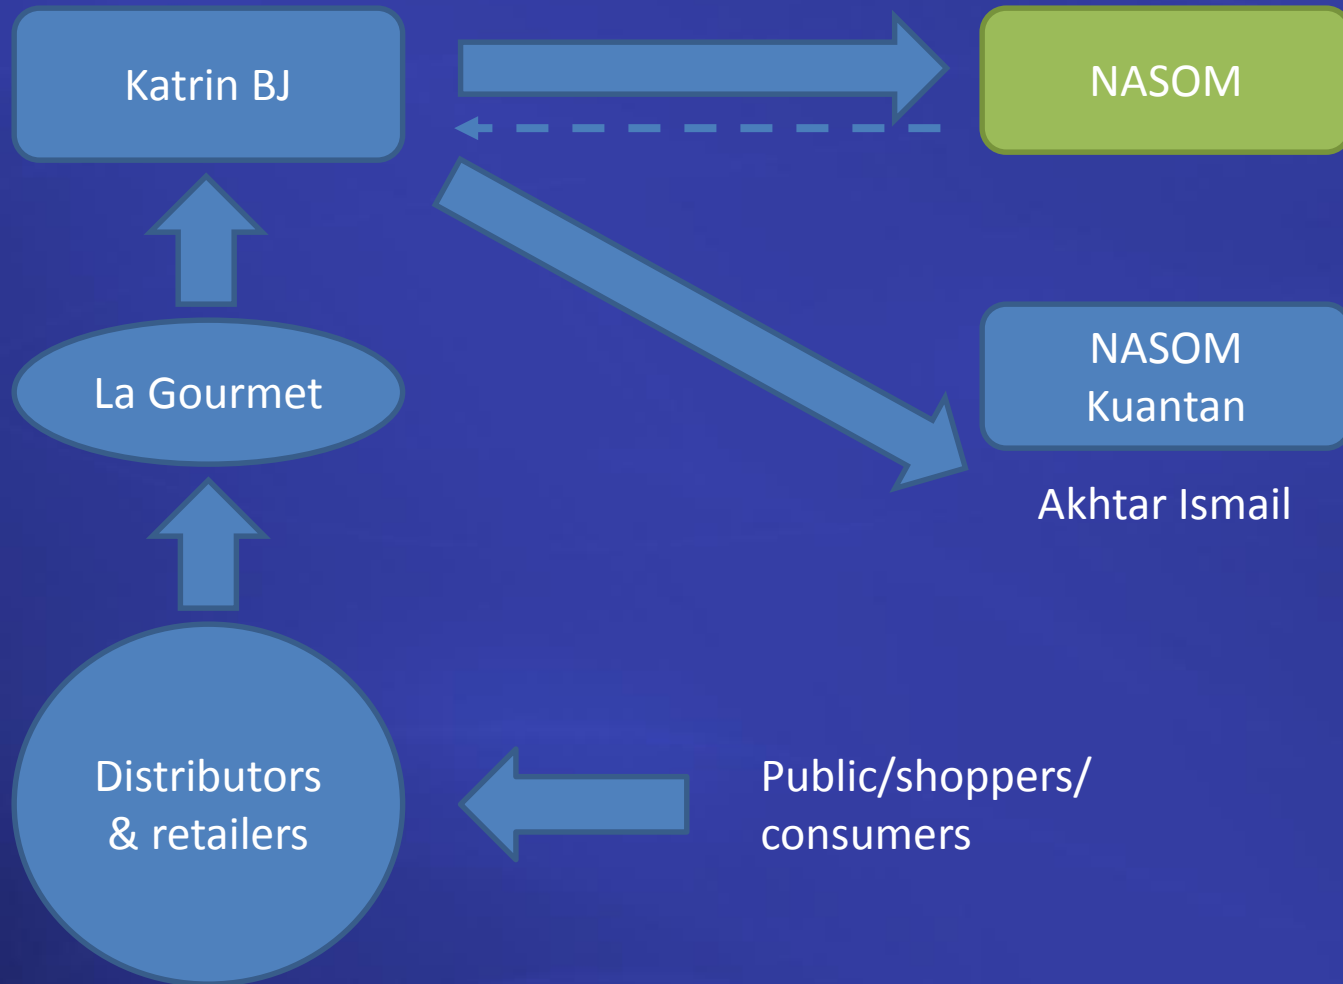 Katrin BJ
NASOM
La Gourmet
NASOM
Kuantan
Akhtar Ismail
Distributors
& retailers
Public/shoppers/
consumers